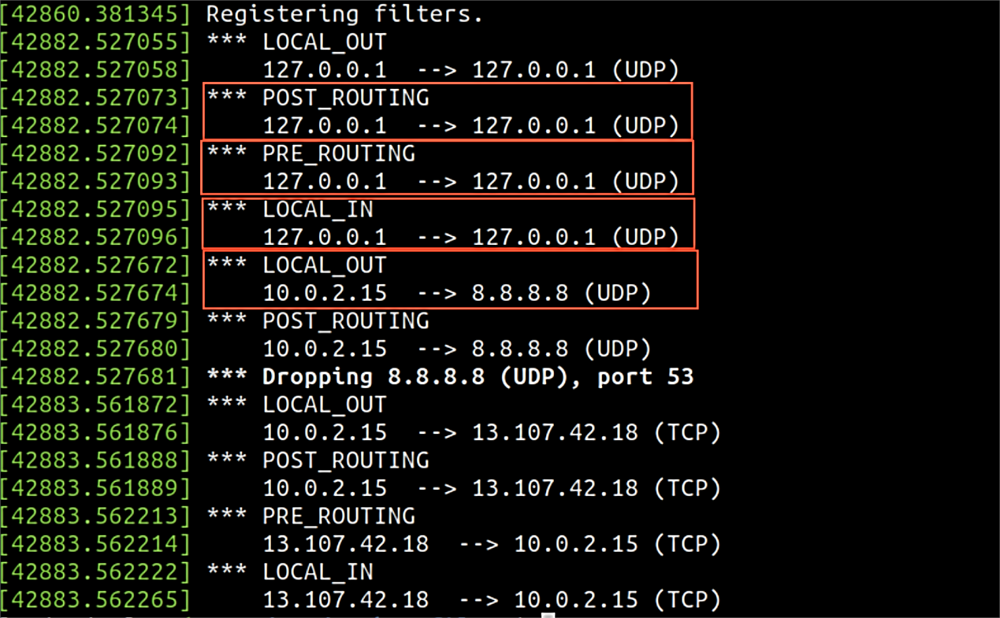 [42860.381345] Registering filters.
[42882.527055] *** LOCAL_OUT
[42882.527058]     127.0.0.1  --> 127.0.0.1 (UDP)
[42882.527073] *** POST_ROUTING
[42882.527074]     127.0.0.1  --> 127.0.0.1 (UDP)
[42882.527092] *** PRE_ROUTING
[42882.527093]     127.0.0.1  --> 127.0.0.1 (UDP)
[42882.527095] *** LOCAL_IN
[42882.527096]     127.0.0.1  --> 127.0.0.1 (UDP)
[42882.527672] *** LOCAL_OUT
[42882.527674]     10.0.2.15  --> 8.8.8.8 (UDP)
[42882.527679] *** POST_ROUTING
[42882.527680]     10.0.2.15  --> 8.8.8.8 (UDP)
[42882.527681] *** Dropping 8.8.8.8 (UDP), port 53
[42883.561872] *** LOCAL_OUT
[42883.561876]     10.0.2.15  --> 13.107.42.18 (TCP)
[42883.561888] *** POST_ROUTING
[42883.561889]     10.0.2.15  --> 13.107.42.18 (TCP)
[42883.562213] *** PRE_ROUTING
[42883.562214]     13.107.42.18  --> 10.0.2.15 (TCP)
[42883.562222] *** LOCAL_IN
[42883.562265]     13.107.42.18  --> 10.0.2.15 (TCP)